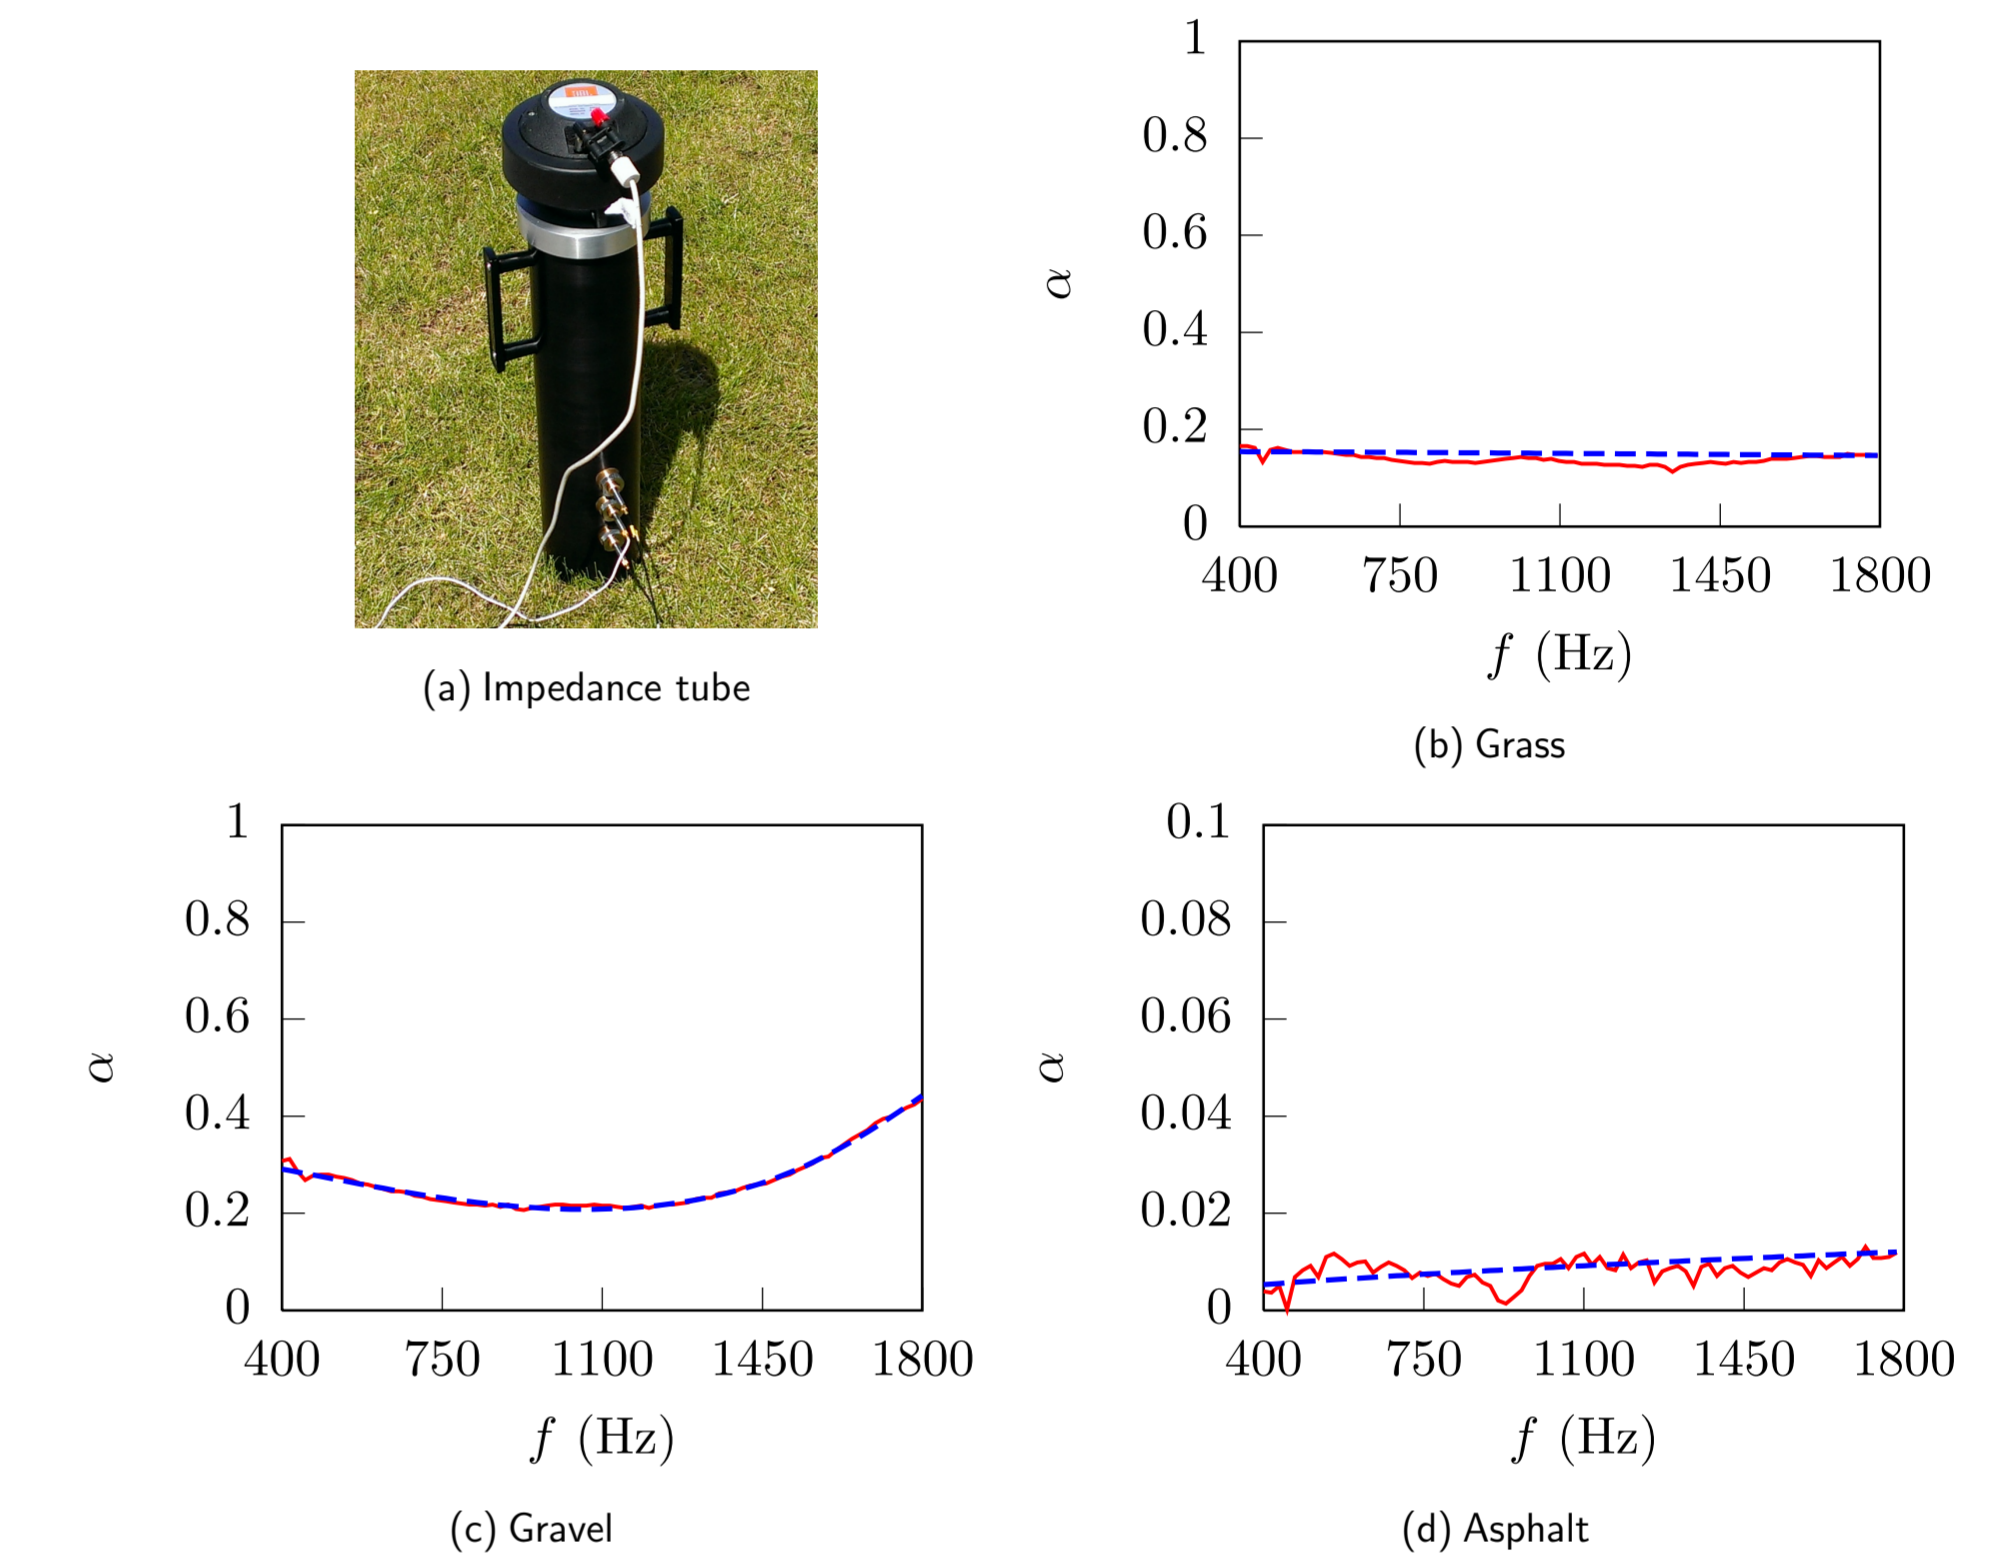 (a) Impedance tube
1
0.8
0.6
0.4
0.2
0
α
400 750 1100 1450 1800
f (Hz)
(b) Grass
1
0.8
0.6
0.4
0.2
0
α
400 750 1100 1450 1800
f (Hz)
(c) Gravel
0.1
0.08
0.06
0.04
0.02
0
α
400 750 1100 1450 1800
f (Hz)
(d) Asphalt